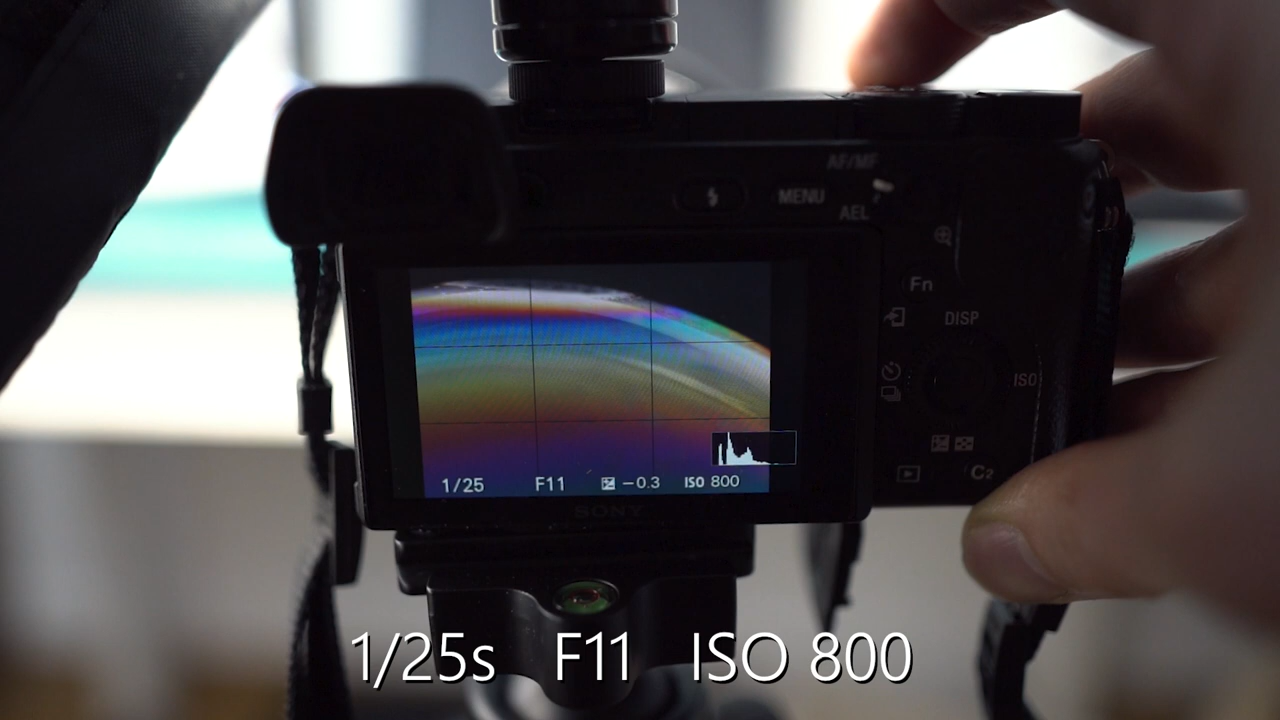 AF/MF
MENU
AEL
Fn
DISP
ISO
C2
1/25 F11 −0.3 ISO 800
SONY
1/25s F11 ISO 800